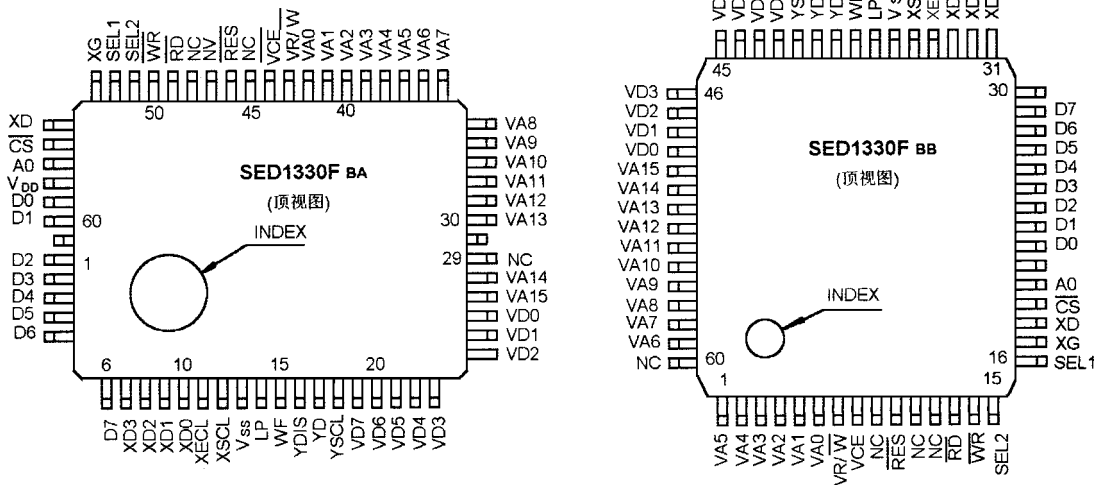 XG
SEL1
SEL2
WR
RD
NC
NV
RES
NC
VCE
VR/W
VA0
VA1
VA2
VA3
VA4
VA5
VA6
VA7
50
45
40
XD
CS
A0
VDD
D0
D1
60
1
D2
D3
D4
D5
D6
SED1330F BA
(顶视图)
INDEX
VA8
VA9
VA10
VA11
VA12
VA13
30
29
NC
VA14
VA15
VD0
VD1
VD2
6
10
15
20
D7
XD3
XD2
XD1
XD0
XECL
XSCL
Vss
LP
WF
YDIS
YD
YSCL
VD7
VD6
VD5
VD4
VD3
LP
45
31
46
30
VD3
VD2
VD1
VD0
VA15
VA14
VA13
VA12
VA11
VA10
VA9
VA8
VA7
VA6
NC
SED1330F BB
(顶视图)
INDEX
D7
D6
D5
D4
D3
D2
D1
D0
A0
CS
XD
XG
SEL1
60
1
16
15
VA5
VA4
VA3
VA2
VA1
VA0
VR/W
VCE
NC
RES
NC
NC
RD
WR
SEL2